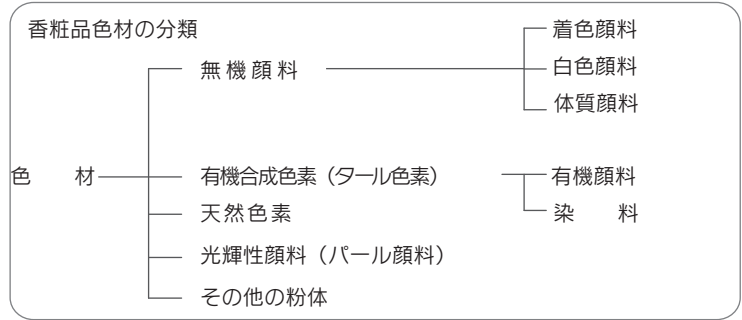 香粧品色材の分類
着色顔料
無機顔料
白色顔料
体質顔料
色材
有機合成色素（タール色素）
有機顔料
天然色素
染料
光輝性顔料（パール顔料）
その他の粉体